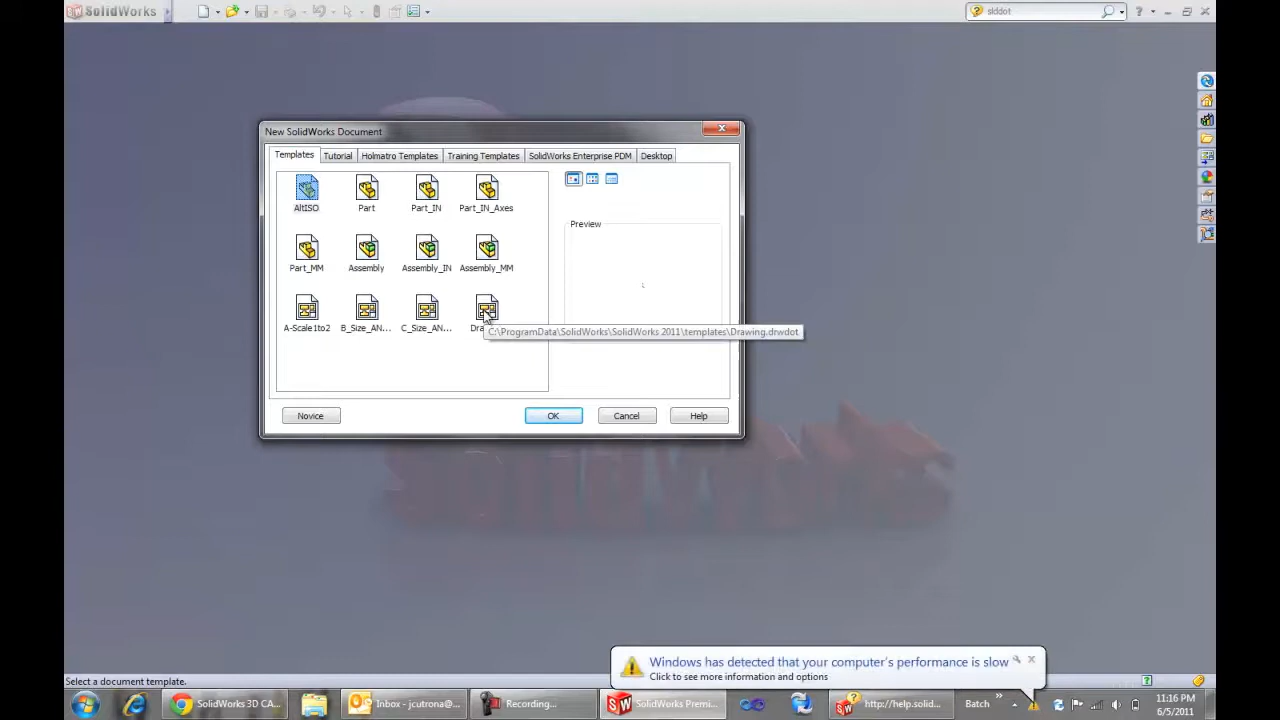 SolidWorks
slddot
New SolidWorks Document
Templates
Tutorial
Holmatro Templates
Training Templates
SolidWorks Enterprise PDM
Desktop
AltISO
Part
Part_IN
Part_IN_Axes
Preview
Part_MM
Assembly
Assembly_IN
Assembly_MM
A-Scale1to2
B_Size_AN...
C_Size_AN...
C:\ProgramData\SolidWorks\SolidWorks 2011\templates\Drawing.drwdot
Novice
OK
Cancel
Help
SolidWorks
Windows has detected that your computer's performance is slow
Click to see more information and options
Select a document template.
SolidWorks 3D CA...
Inbox - jcutrona@...
Recording...
SolidWorks Premi...
http://help.solid...
Batch
11:16 PM
6/5/2011